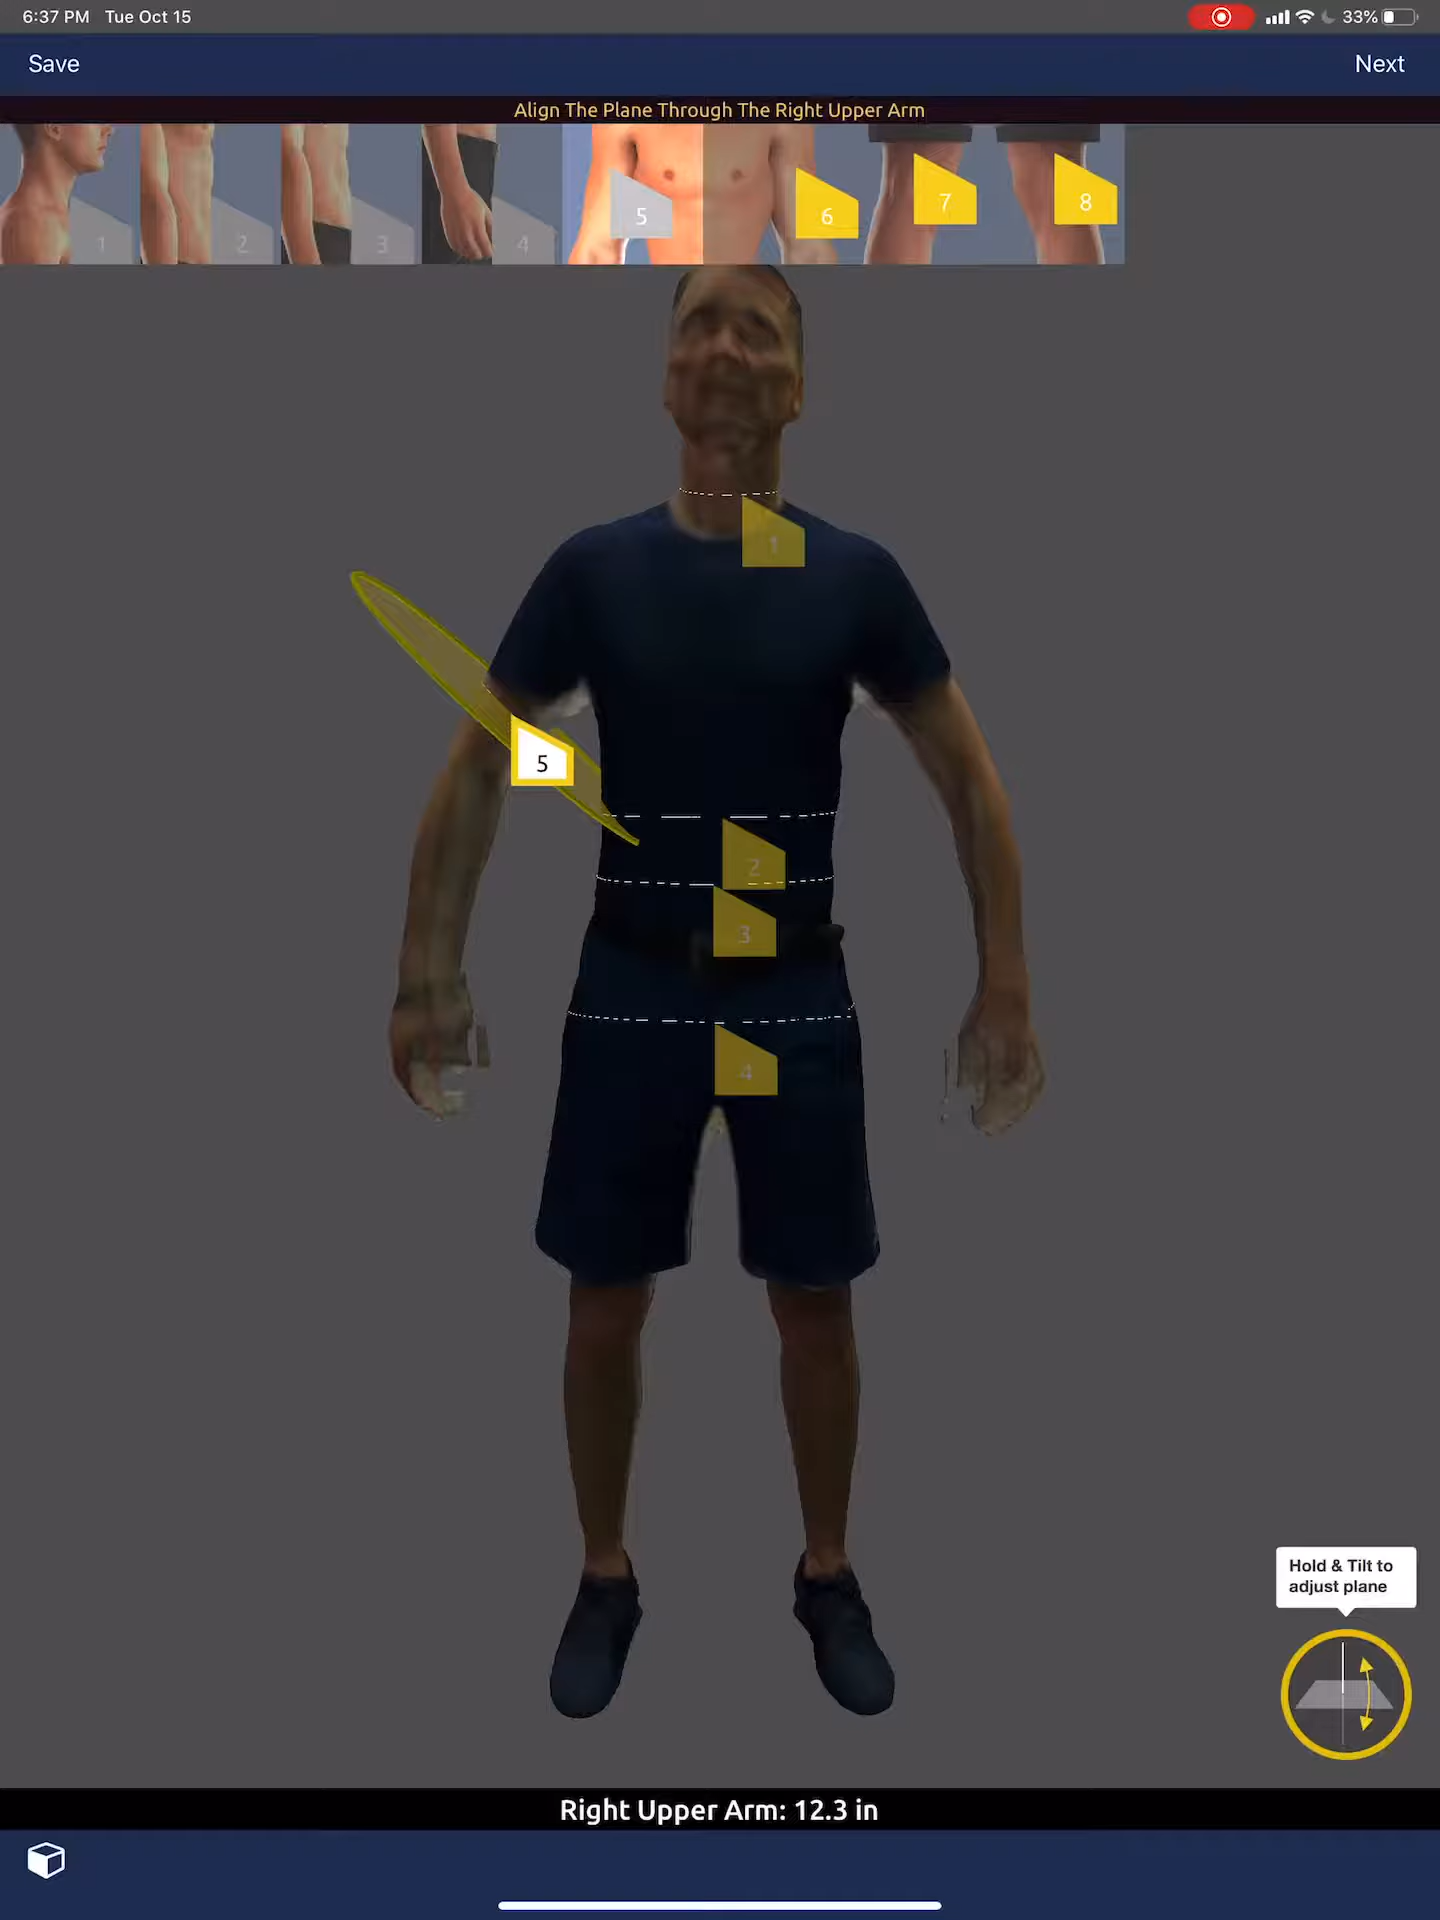 6:37 PM Tue Oct 15
33%
Save
Next
Align The Plane Through The Right Upper Arm
1
2
3
4
5
6
7
8
1
5
2
3
4
Hold & Tilt to
adjust plane
Right Upper Arm: 12.3 in